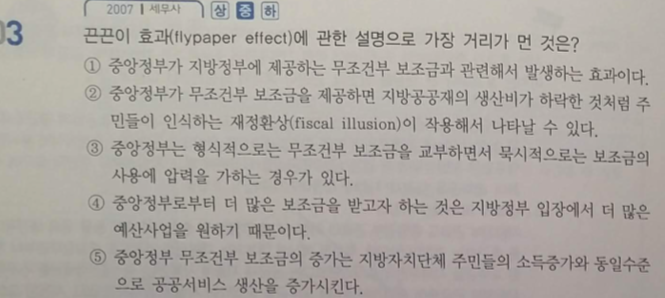 2007 세무사 상 중 하
3 끈끈이 효과(flypaper effect)에 관한 설명으로 가장 거리가 먼 것은?
① 중앙정부가 지방정부에 제공하는 무조건부 보조금과 관련해서 발생하는 효과이다.
② 중앙정부가 무조건부 보조금을 제공하면 지방공공재의 생산비가 하락한 것처럼 주
민들이 인식하는 재정환상(fiscal illusion)이 작용해서 나타날 수 있다.
③ 중앙정부는 형식적으로는 무조건부 보조금을 교부하면서 묵시적으로는 보조금의
사용에 압력을 가하는 경우가 있다.
④ 중앙정부로부터 더 많은 보조금을 받고자 하는 것은 지방정부 입장에서 더 많은
예산사업을 원하기 때문이다.
⑤ 중앙정부 무조건부 보조금의 증가는 지방자치단체 주민들의 소득증가와 동일수준
으로 공공서비스 생산을 증가시킨다.